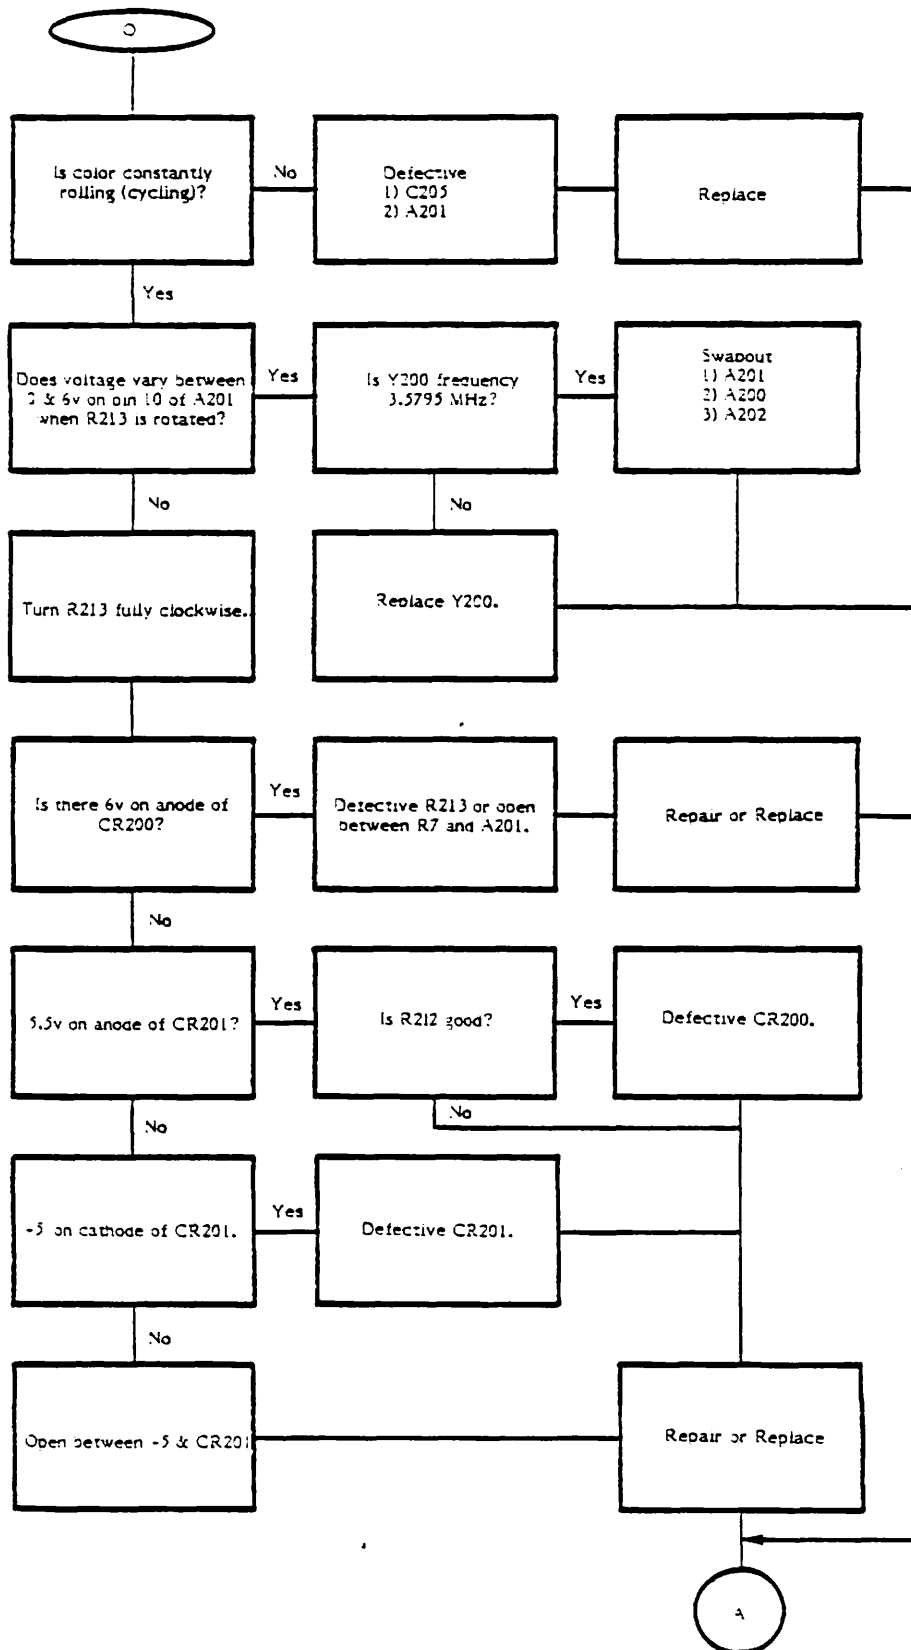 O
Is color constantly
rolling (cycling)?
No
Defective
1) C205
2) A201
Replace
Yes
Does voltage vary between
& 6v on pin 10 of A201
when R213 is rotated?
Yes
Is Y200 frequency
3.5795 MHz?
Yes
Swapout
1) A201
2) A200
3) A202
No
No
Turn R213 fully clockwise.
Replace Y200.
Is there 6v on anode of
CR200?
Yes
Defective R213 or open
between R7 and A201.
Repair or Replace
No
5.5v on anode of CR201?
Yes
Is R212 good?
Yes
Defective CR200.
No
No
-5 on cathode of CR201.
Yes
Defective CR201.
No
Open between -5 & CR201
Repair or Replace
A